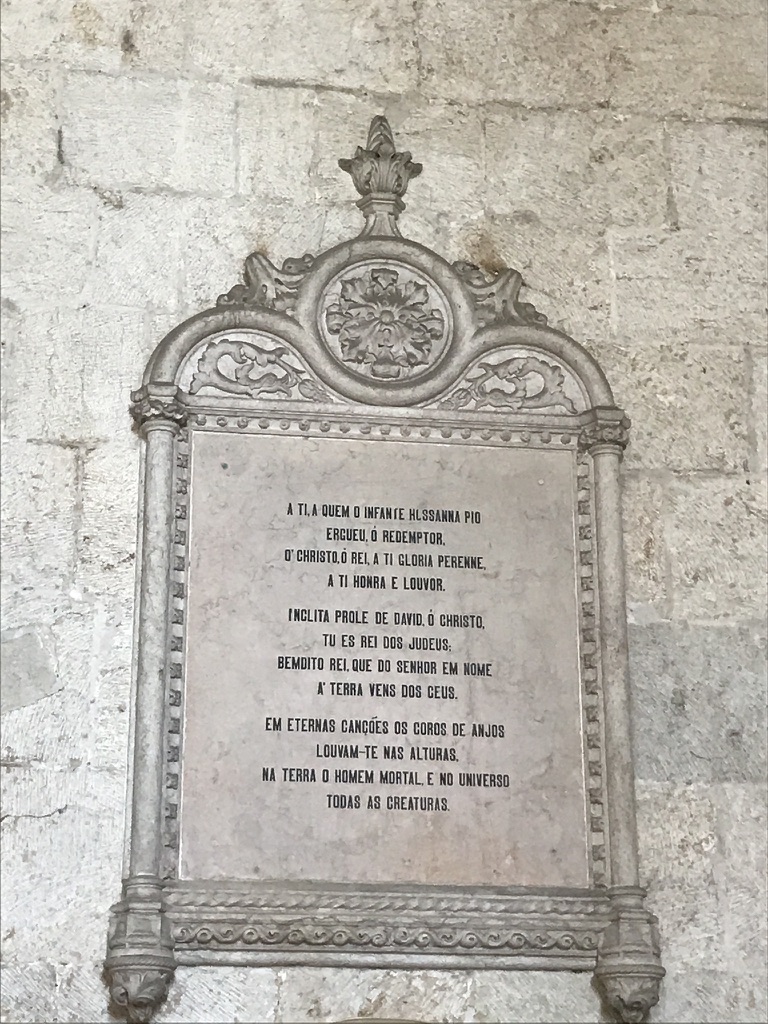 A TI, A QUEM O INFANTE HOSSANNA PIO
ERGUEU, Ó REDEMPTOR,
O' CHRISTO, Ó REI, A TI GLORIA PERENNE,
A TI HONRA E LOUVOR.
INCLITA PROLE DE DAVID, Ó CHRISTO,
TU ES REI DOS JUDEUS;
BEMDITO REI, QUE DO SENHOR EM NOME
A' TERRA VENS DOS CEUS.
EM ETERNAS CANÇÕES OS COROS DE ANJOS
LOUVAM-TE NAS ALTURAS,
NA TERRA O HOMEM MORTAL, E NO UNIVERSO
TODAS AS CREATURAS.